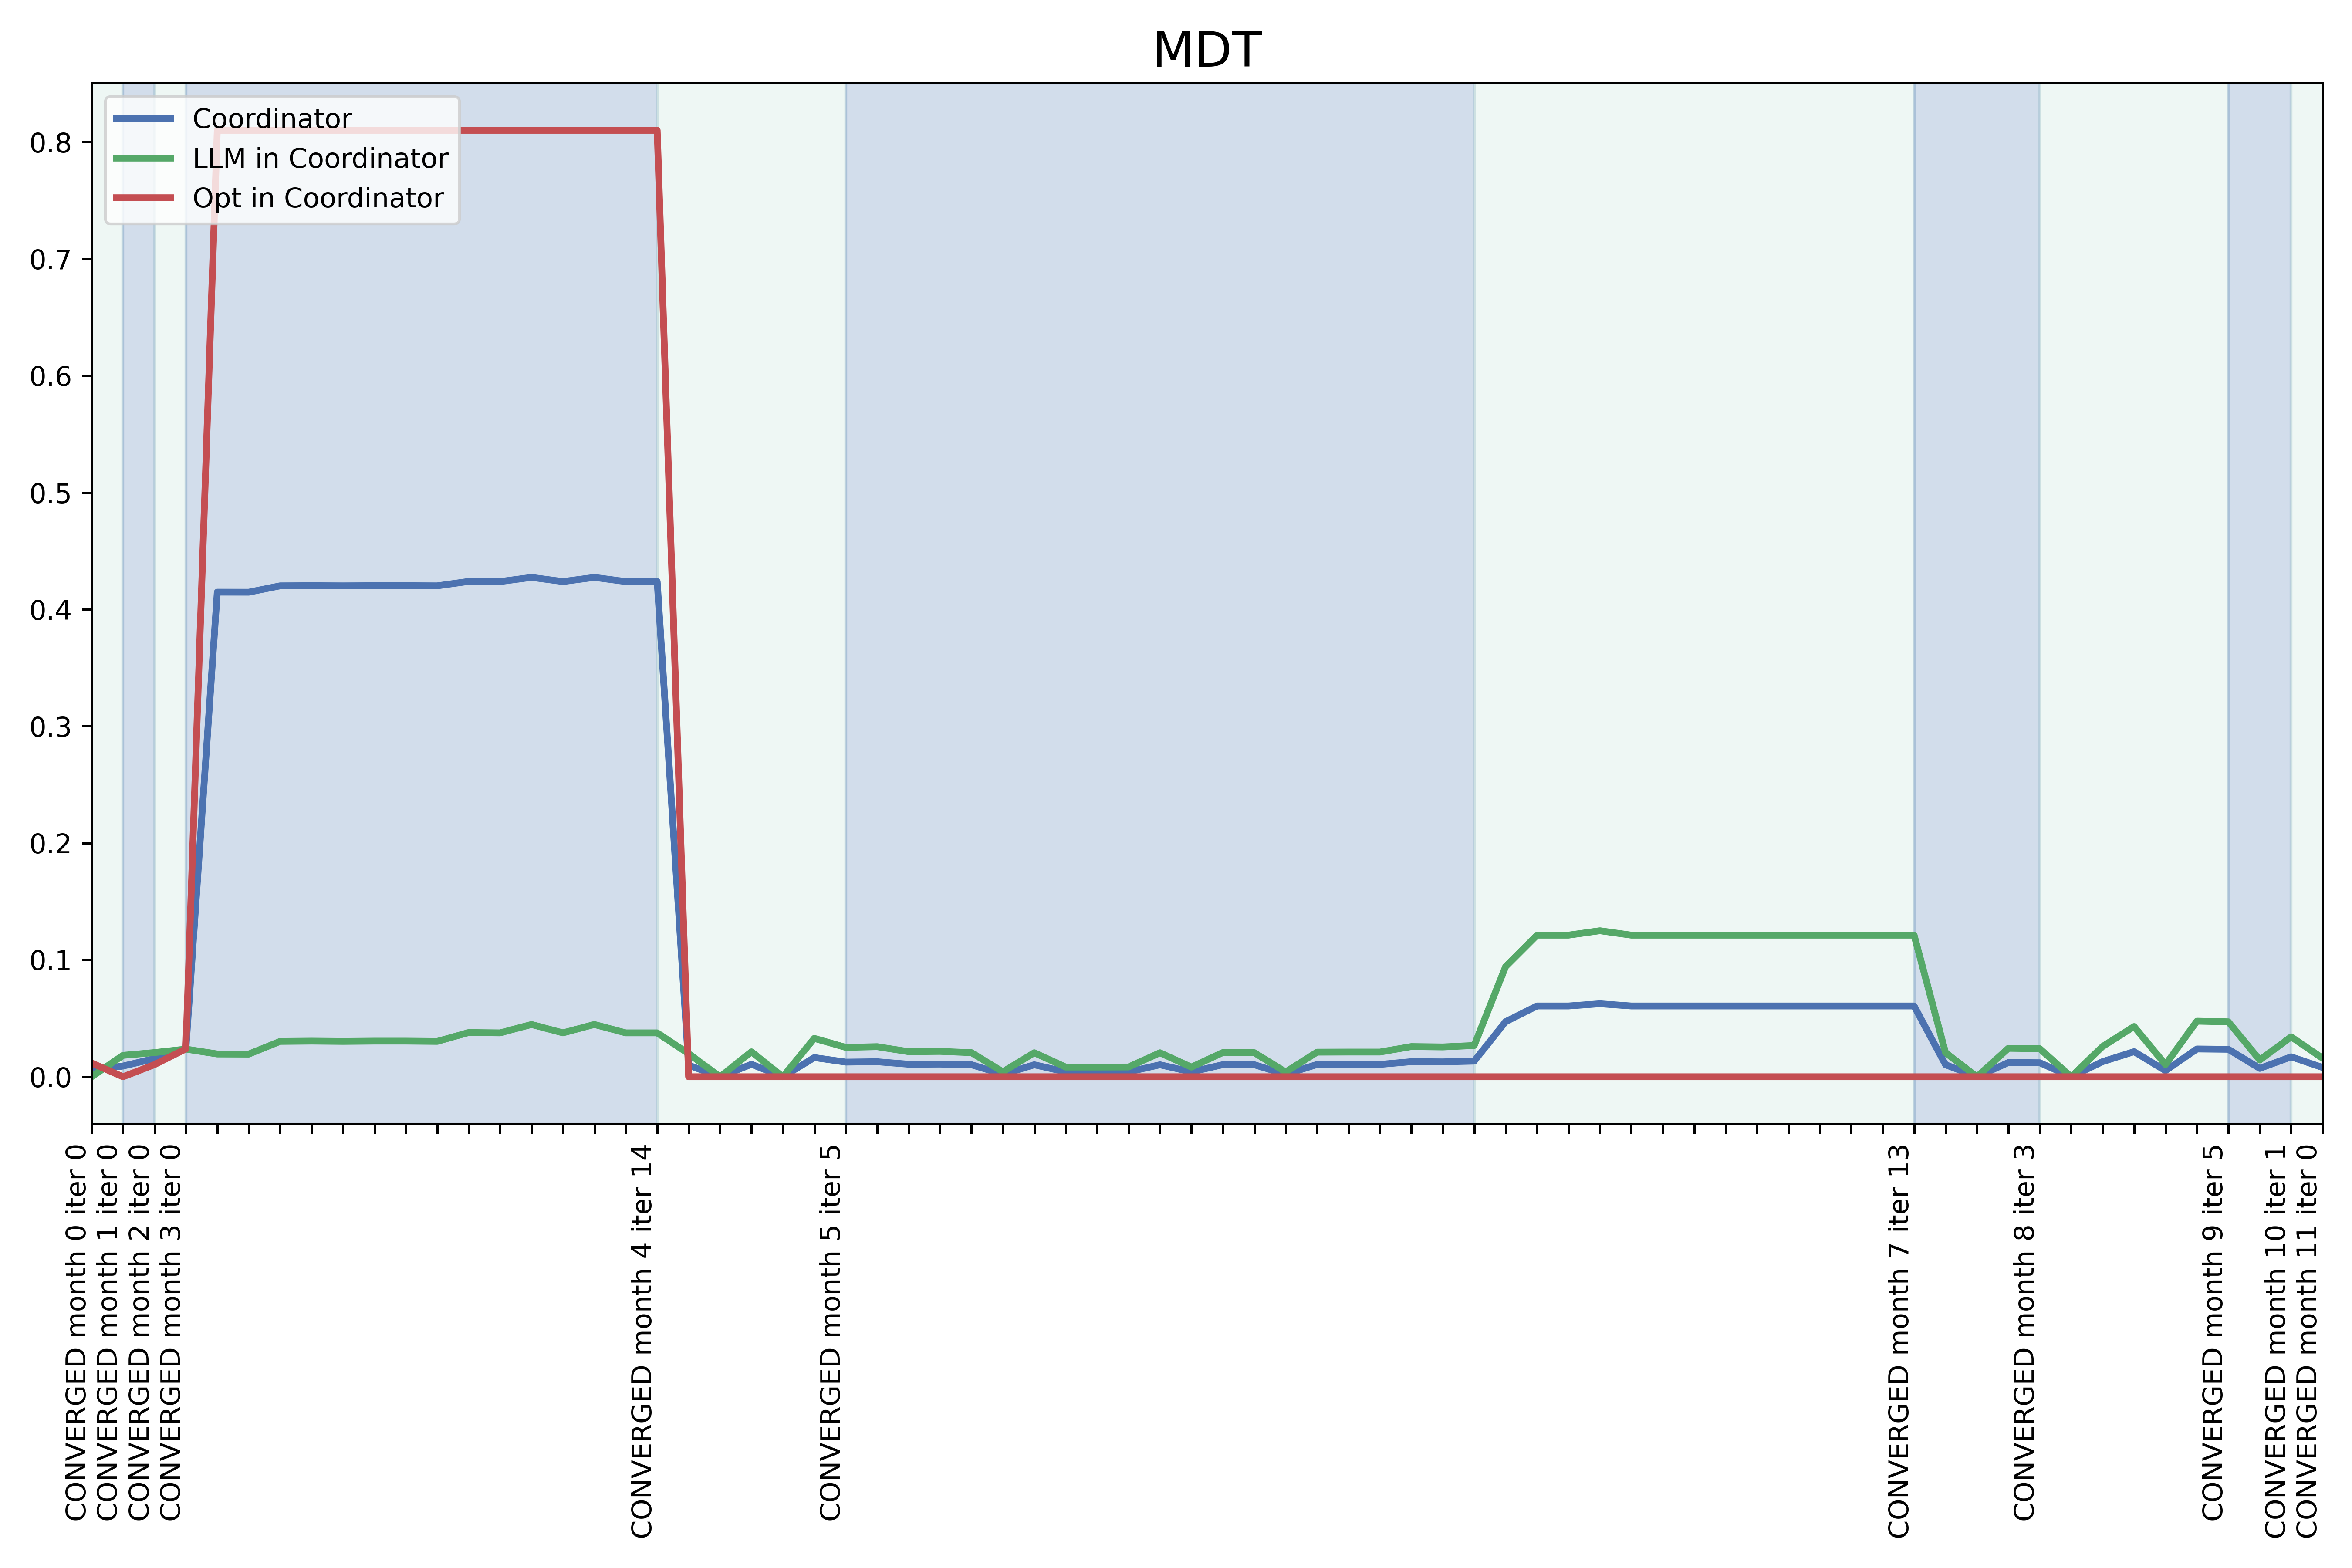 MDT
Coordinator
LLM in Coordinator
Opt in Coordinator
0.8
0.7
0.6
0.5
0.4
0.3
0.2
0.1
0.0
CONVERGED month 0 iter 0
CONVERGED month 1 iter 0
CONVERGED month 2 iter 0
CONVERGED month 3 iter 0
CONVERGED month 4 iter 14
CONVERGED month 5 iter 5
CONVERGED month 7 iter 13
CONVERGED month 8 iter 3
CONVERGED month 9 iter 5
CONVERGED month 10 iter 1
CONVERGED month 11 iter 0